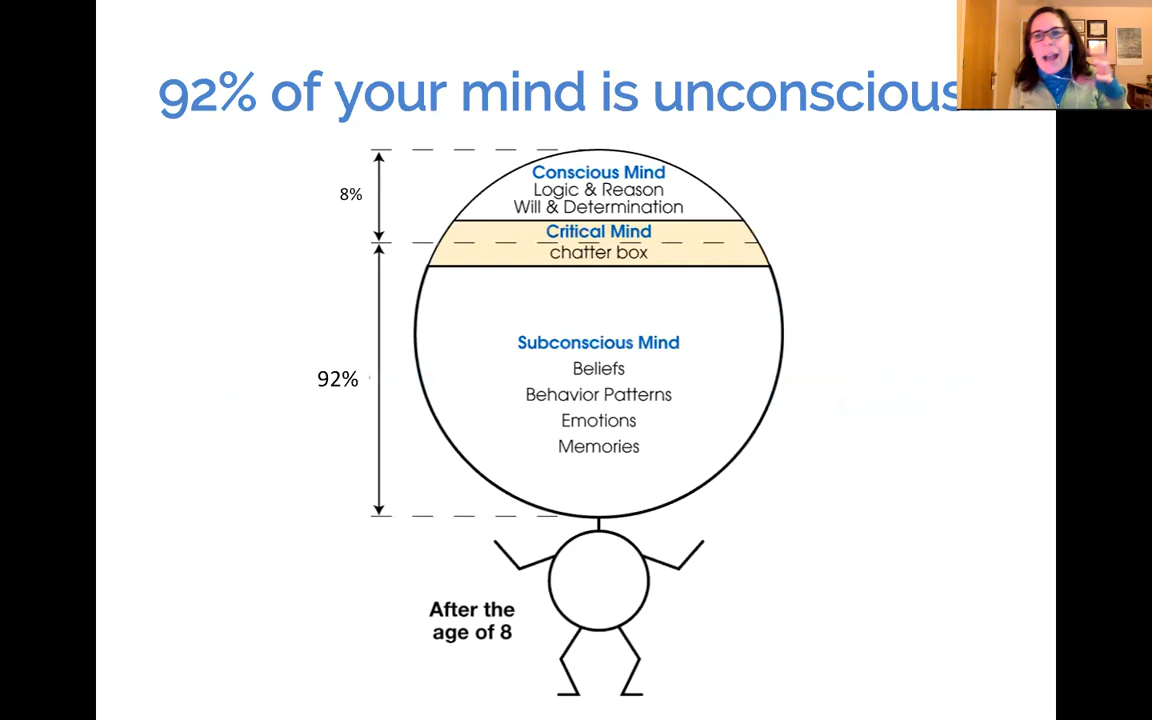 92% of your mind is unconscious
8%
Conscious Mind
Logic & Reason
Will & Determination
Critical Mind
chatter box
92%
Subconscious Mind
Beliefs
Behavior Patterns
Emotions
Memories
After the
age of 8